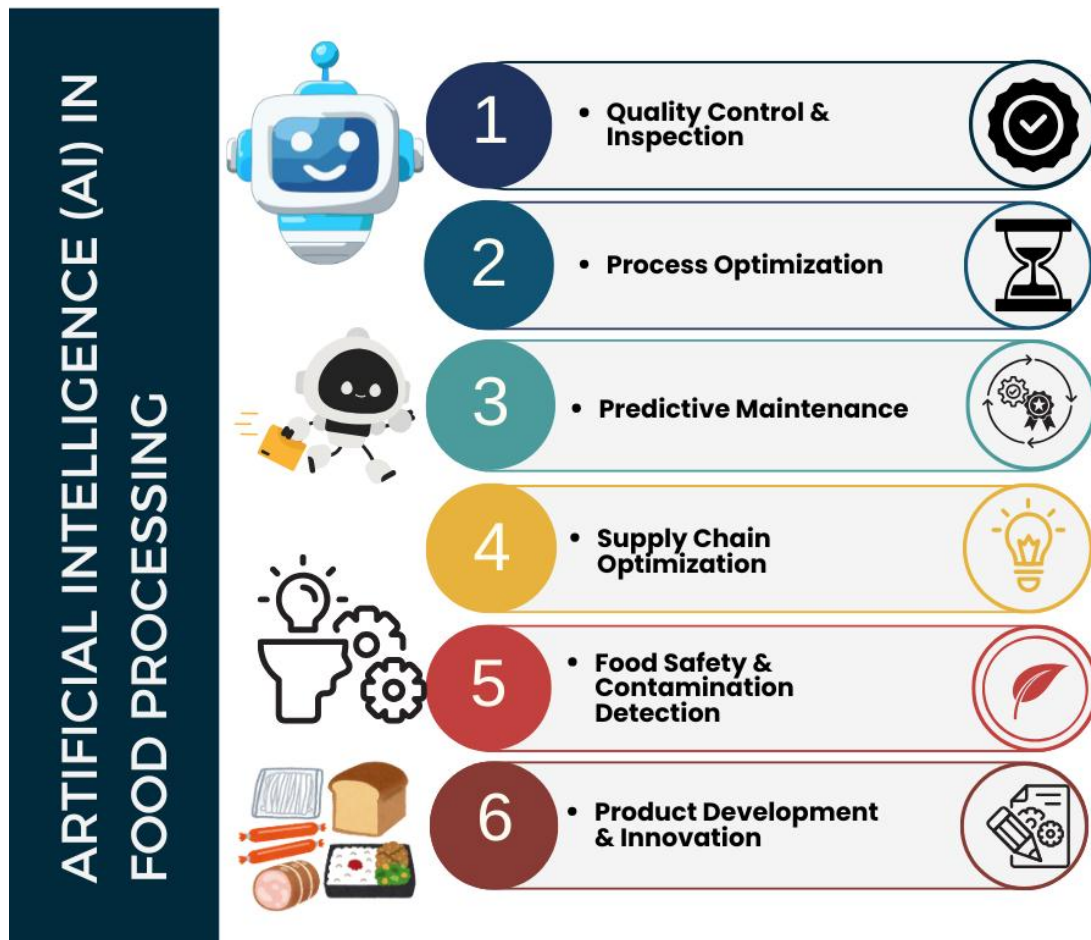 ARTIFICIAL INTELLIGENCE (AI) IN
FOOD PROCESSING
1
• Quality Control &
Inspection
2
• Process Optimization
3
• Predictive Maintenance
4
• Supply Chain
Optimization
5
• Food Safety &
Contamination
Detection
6
• Product Development
& Innovation